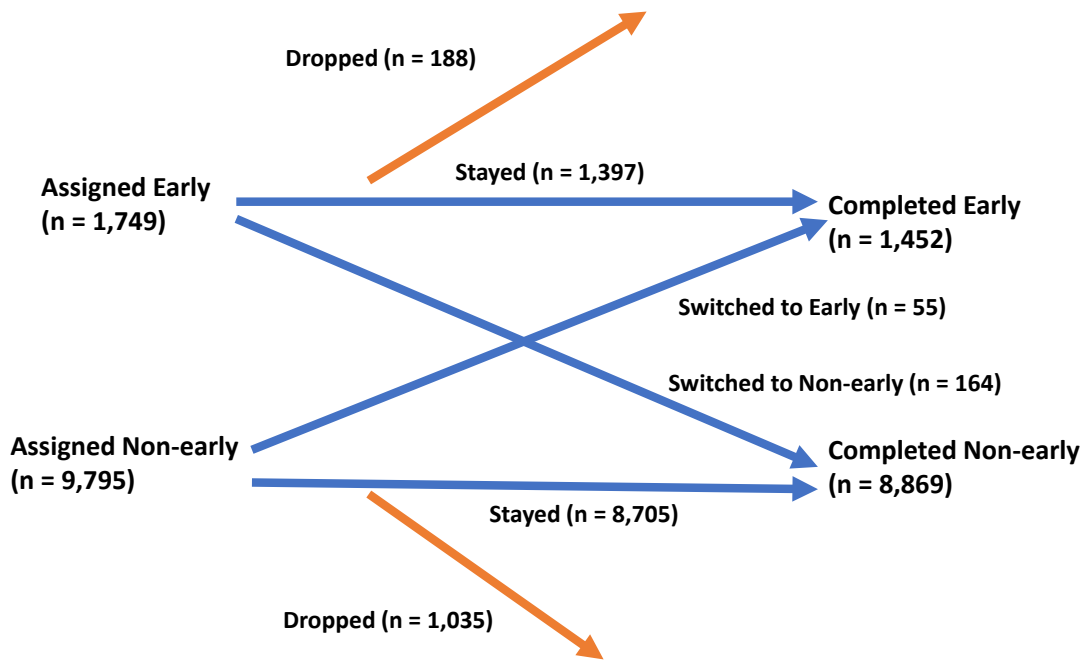 Dropped (n = 188)
Stayed (n = 1,397)
Assigned Early
(n = 1,749)
Completed Early
(n = 1,452)
Switched to Early (n = 55)
Switched to Non-early (n = 164)
Assigned Non-early
(n = 9,795)
Completed Non-early
(n = 8,869)
Stayed (n = 8,705)
Dropped (n = 1,035)